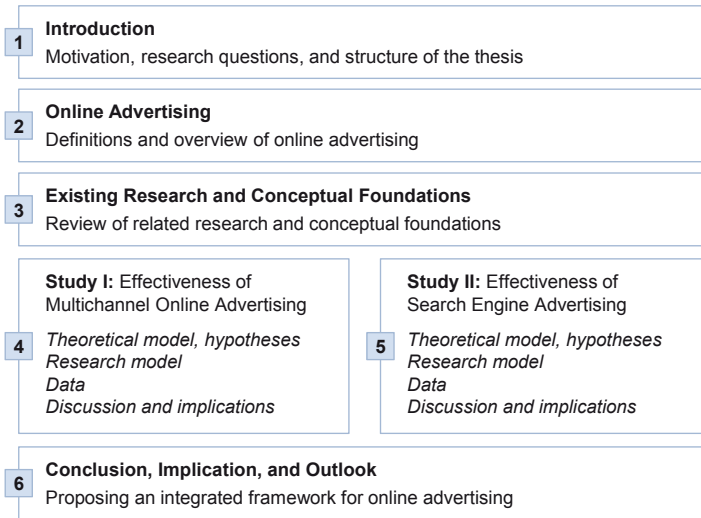 1
Introduction
Motivation, research questions, and structure of the thesis
2
Online Advertising
Definitions and overview of online advertising
3
Existing Research and Conceptual Foundations
Review of related research and conceptual foundations
4
Study I: Effectiveness of
Multichannel Online Advertising
Theoretical model, hypotheses
Research model
Data
Discussion and implications
5
Study II: Effectiveness of
Search Engine Advertising
Theoretical model, hypotheses
Research model
Data
Discussion and implications
6
Conclusion, Implication, and Outlook
Proposing an integrated framework for online advertising